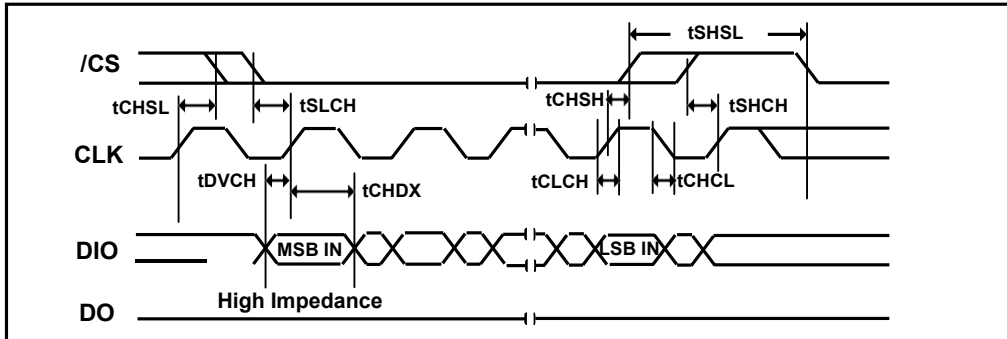 tSHSL
/CS
tCHSL
tSLCH
tCHSH
tSHCH
CLK
tDVCH
tCHDX
tCLCH
tCHCL
DIO
MSB IN
LSB IN
High Impedance
DO